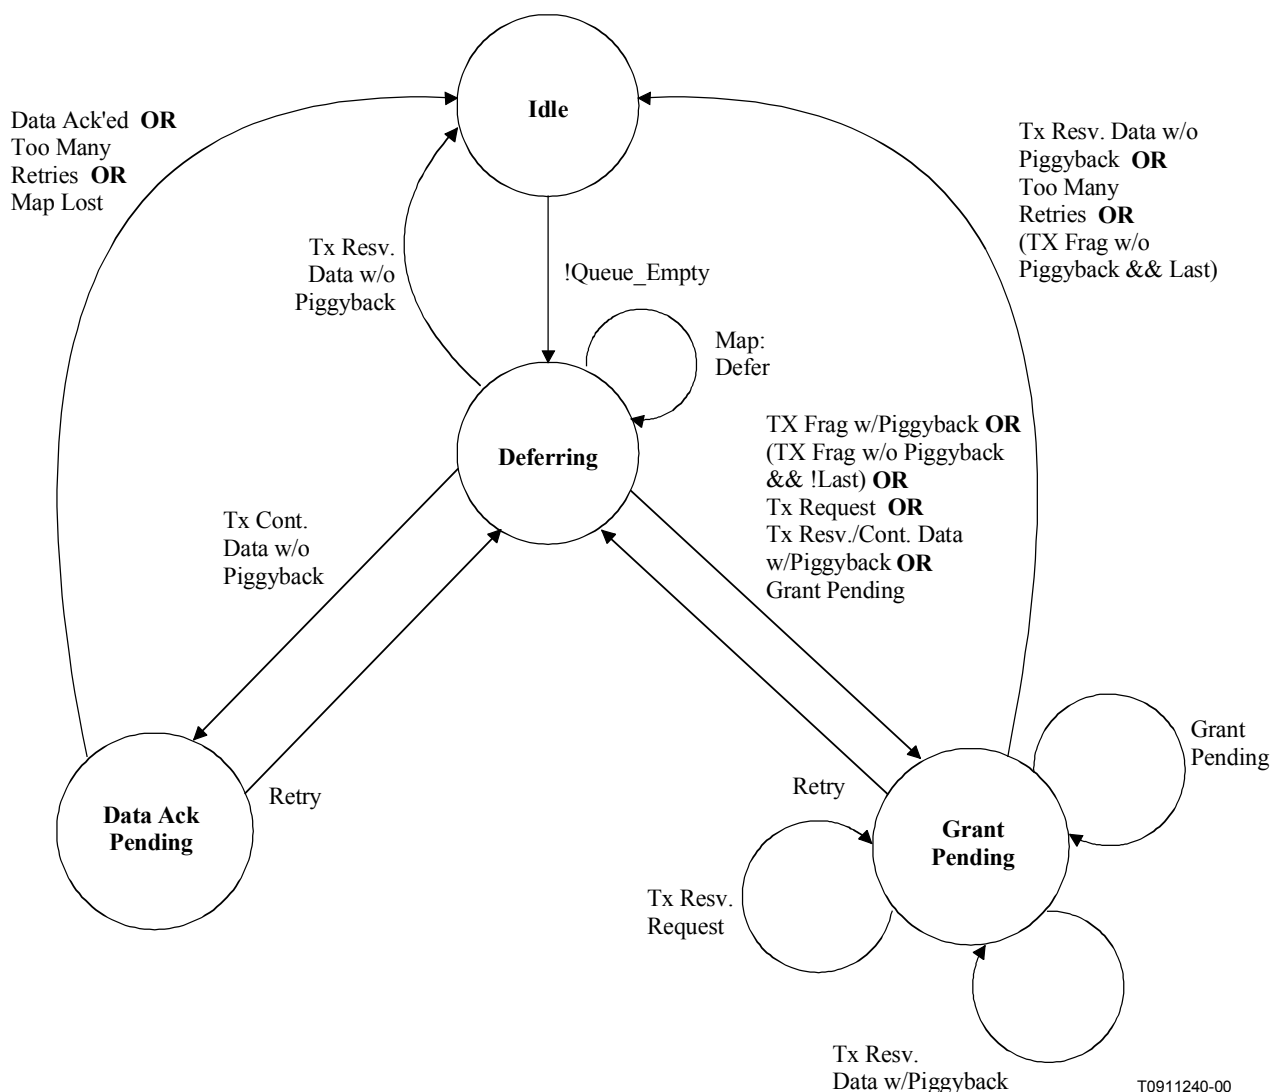 Idle
Data Ack'ed OR
Too Many
Retries OR
Map Lost
Tx Resv. Data w/o
Piggyback OR
Too Many
Retries OR
(TX Frag w/o
Piggyback && Last)
Tx Resv.
Data w/o
Piggyback
!Queue_Empty
Map:
Defer
Deferring
TX Frag w/Piggyback OR
(TX Frag w/o Piggyback
&& !Last) OR
Tx Request OR
Tx Resv./Cont. Data
w/Piggyback OR
Grant Pending
Tx Cont.
Data w/o
Piggyback
Grant
Pending
Retry
Retry
Data Ack
Pending
Grant
Pending
Tx Resv.
Request
Tx Resv.
Data w/Piggyback
T0911240-00